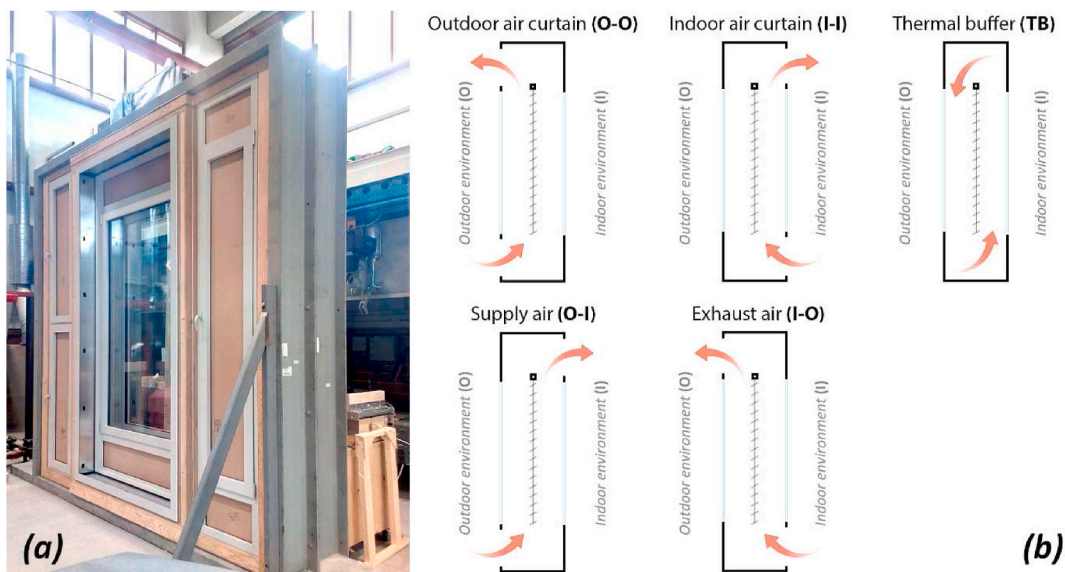 Outdoor air curtain (O-O)
Outdoor environment (O)
Indoor environment (I)
Indoor air curtain (I-I)
Outdoor environment (O)
Indoor environment (I)
Thermal buffer (TB)
Outdoor environment (O)
Indoor environment (I)
Supply air (O-I)
Outdoor environment (O)
Indoor environment (I)
Exhaust air (I-O)
Outdoor environment (O)
Indoor environment (I)
(a)
(b)